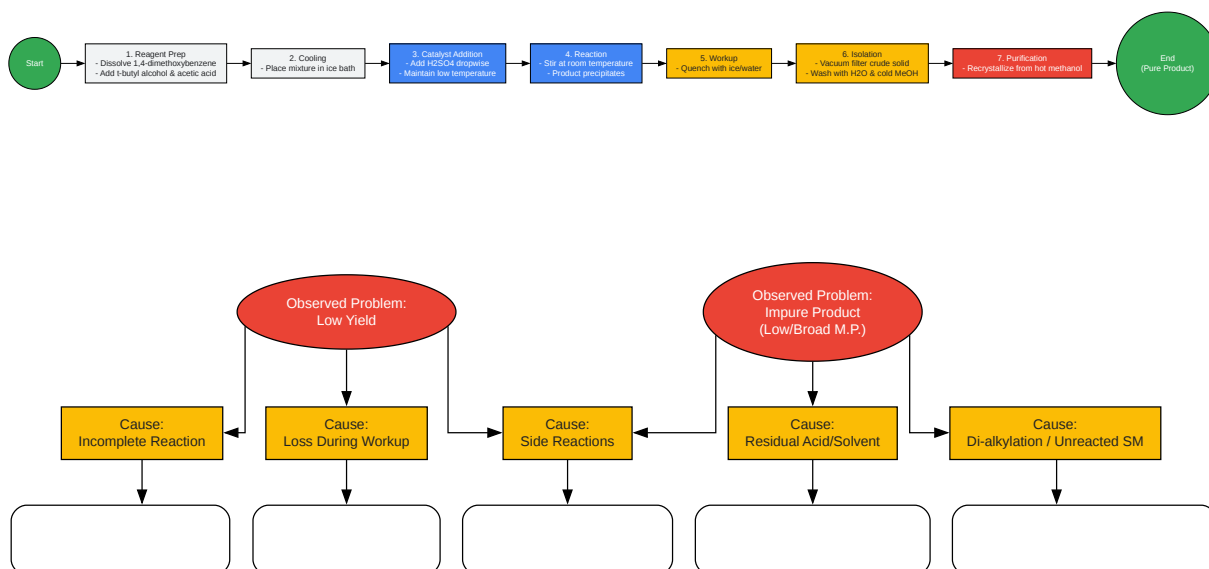 Start
1. Reagent Prep
- Dissolve 1,4-dimethoxybenzene
- Add t-butyl alcohol & acetic acid
2. Cooling
- Place mixture in ice bath
3. Catalyst Addition
- Add H2SO4 dropwise
- Maintain low temperature
4. Reaction
- Stir at room temperature
- Product precipitates
5. Workup
- Quench with ice/water
6. Isolation
- Vacuum filter crude solid
- Wash with H2O & cold MeOH
7. Purification
- Recrystallize from hot methanol
End
(Pure Product)
Observed Problem:
Low Yield
Observed Problem:
Impure Product
(Low/Broad M.P.)
Cause:
Incomplete Reaction
Cause:
Loss During Workup
Cause:
Side Reactions
Cause:
Residual Acid/Solvent
Cause:
Di-alkylation / Unreacted SM